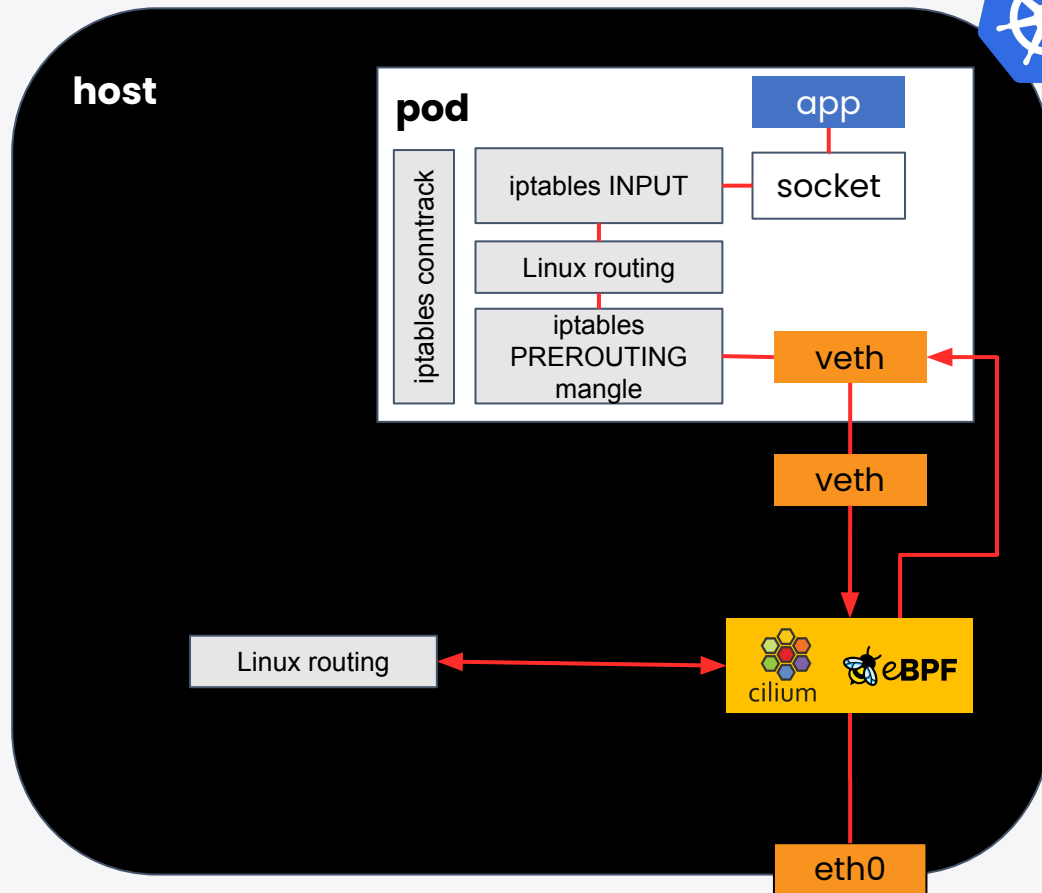 host
pod
app
iptables conntrack
iptables INPUT
socket
Linux routing
iptables
PREROUTING
mangle
veth
veth
Linux routing
cilium
eBPF
eth0